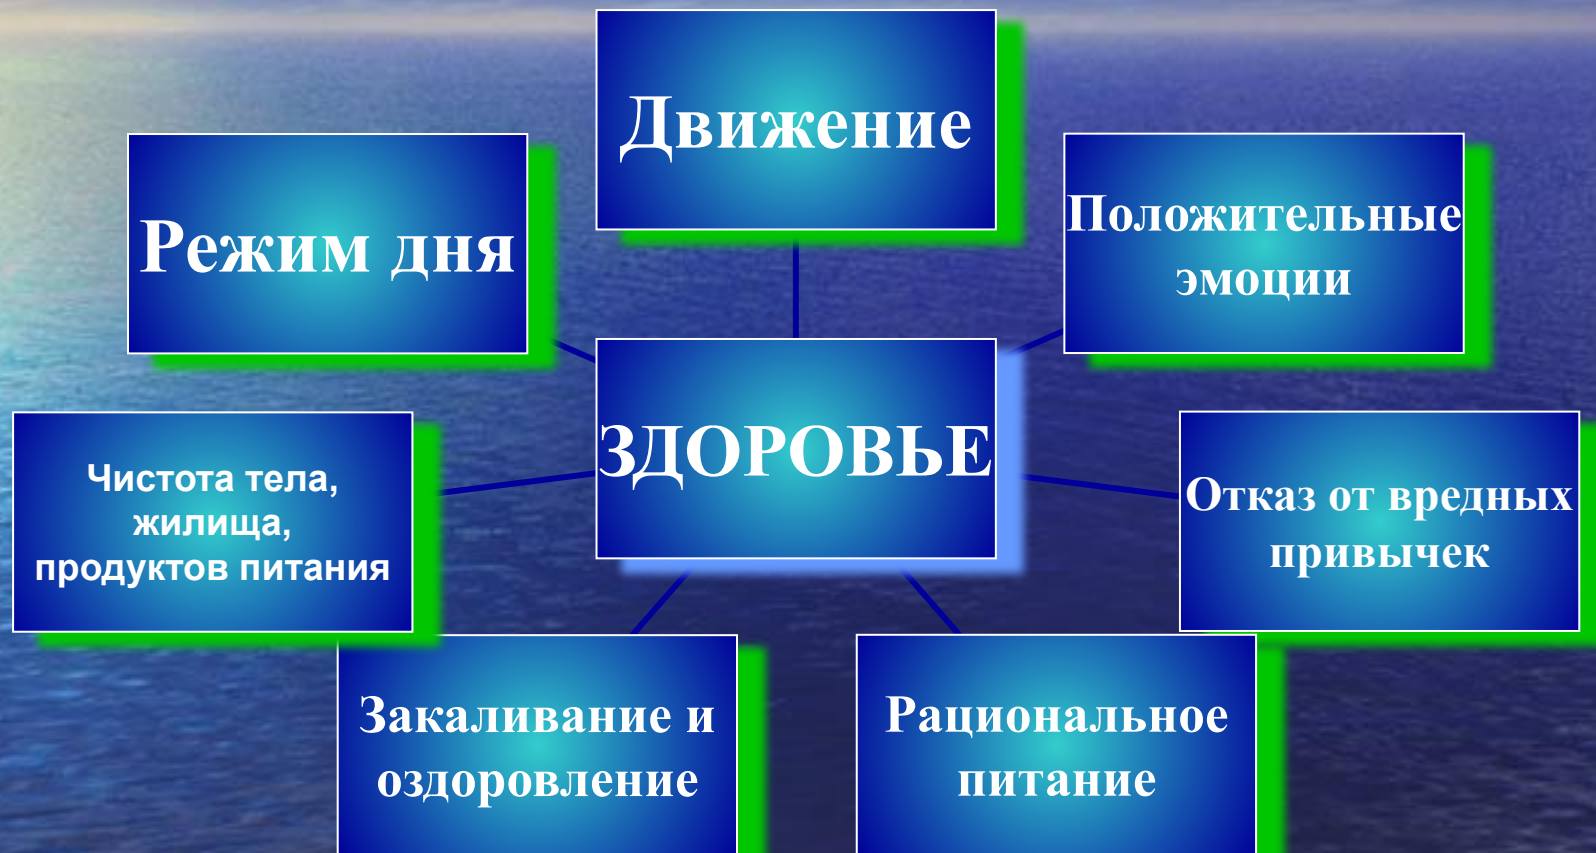 Движение
Режим дня
Положительные
эмоции
ЗДОРОВЬЕ
Чистота тела,
жилища,
продуктов питания
Отказ от вредных
привычек
Закаливание и
оздоровление
Рациональное
питание